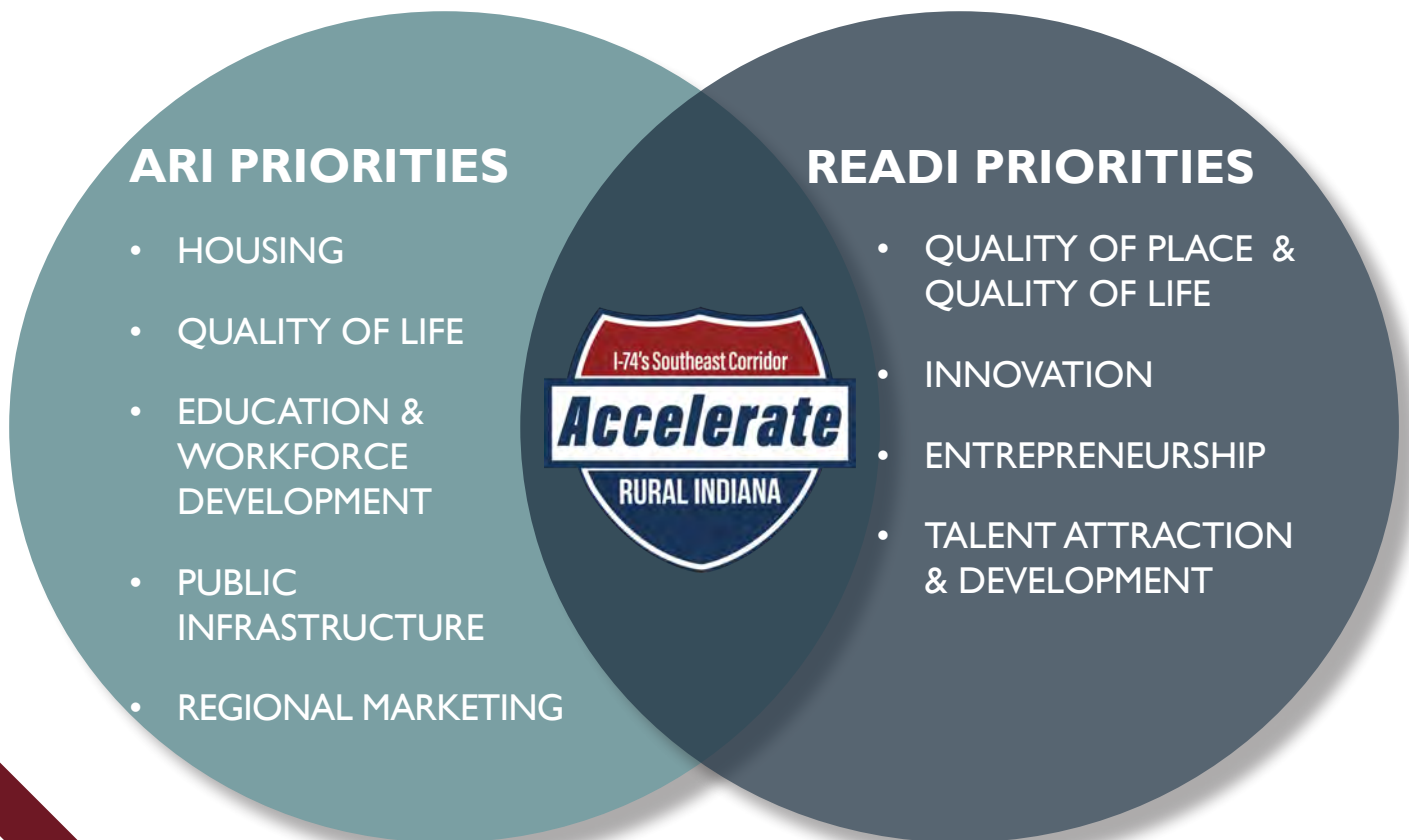 ARI PRIORITIES
• HOUSING
• QUALITY OF LIFE
• EDUCATION &
WORKFORCE
DEVELOPMENT
• PUBLIC
INFRASTRUCTURE
• REGIONAL MARKETING
I-74's Southeast Corridor
Accelerate
RURAL INDIANA
READI PRIORITIES
• QUALITY OF PLACE &
QUALITY OF LIFE
• INNOVATION
• ENTREPRENEURSHIP
• TALENT ATTRACTION
& DEVELOPMENT